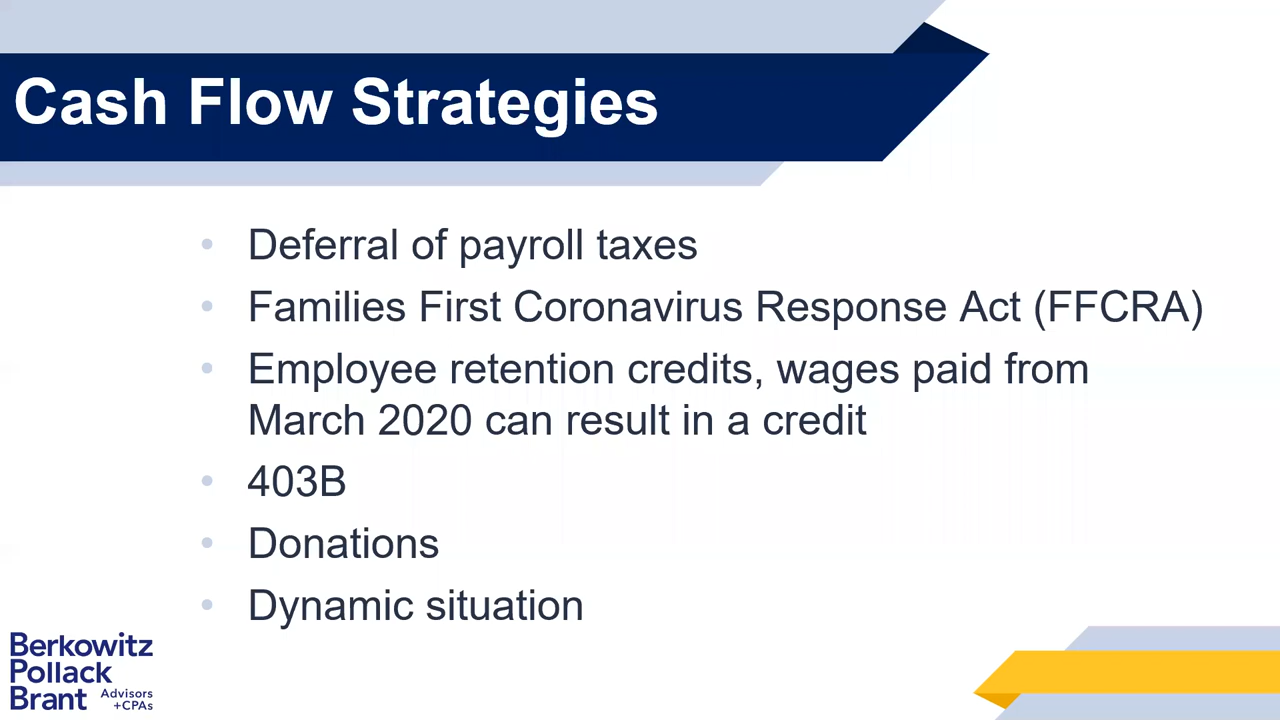 Cash Flow Strategies
• Deferral of payroll taxes
• Families First Coronavirus Response Act (FFCRA)
• Employee retention credits, wages paid from
March 2020 can result in a credit
• 403B
• Donations
• Dynamic situation
Berkowitz
Pollack
Brant Advisors
+CPAs